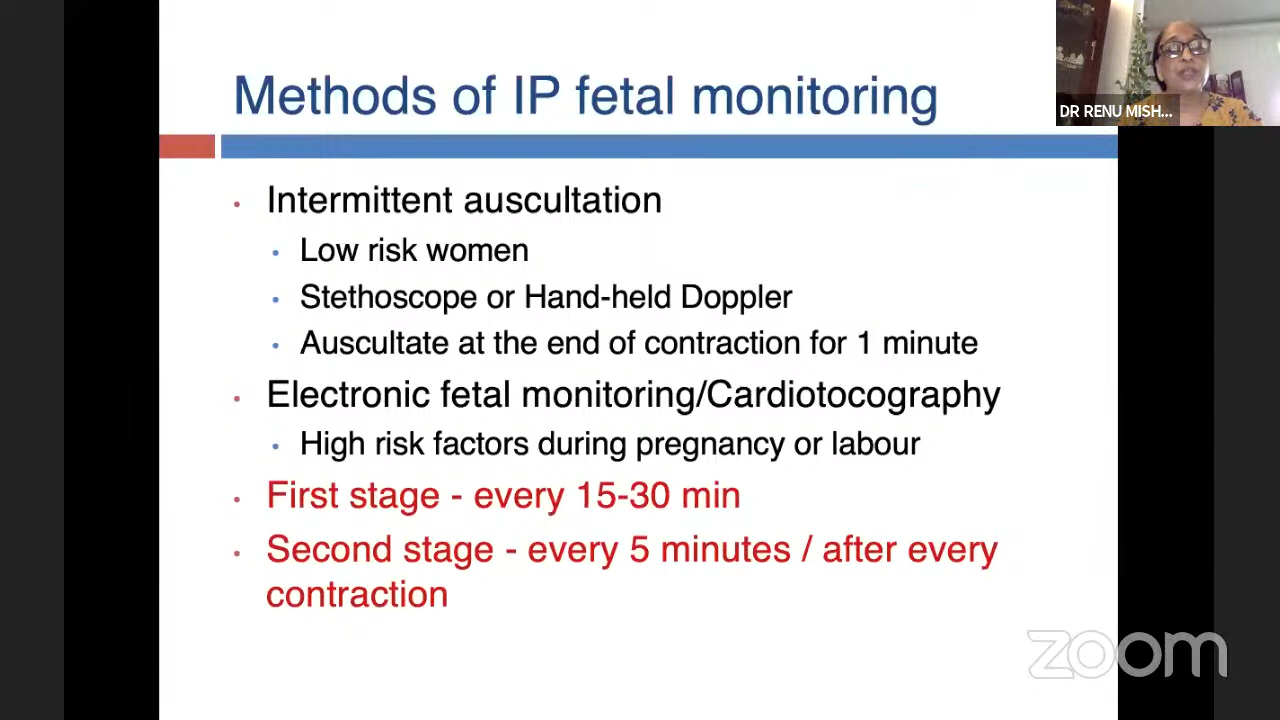 Methods of IP fetal monitoring
DR RENU MISH...
• Intermittent auscultation
• Low risk women
• Stethoscope or Hand-held Doppler
• Auscultate at the end of contraction for 1 minute
• Electronic fetal monitoring/Cardiotocography
• High risk factors during pregnancy or labour
• First stage - every 15-30 min
• Second stage - every 5 minutes / after every
contraction
zoom